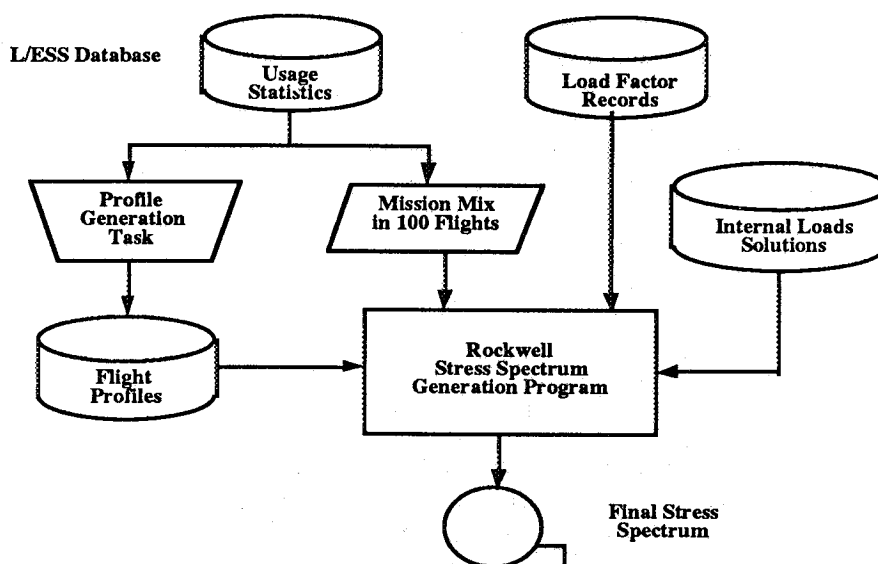 L/ESS Database
Usage
Statistics
Load Factor
Records
Profile
Generation
Task
Mission Mix
in 100 Flights
Internal Loads
Solutions
Flight
Profiles
Rockwell
Stress Spectrum
Generation Program
Final Stress
Spectrum